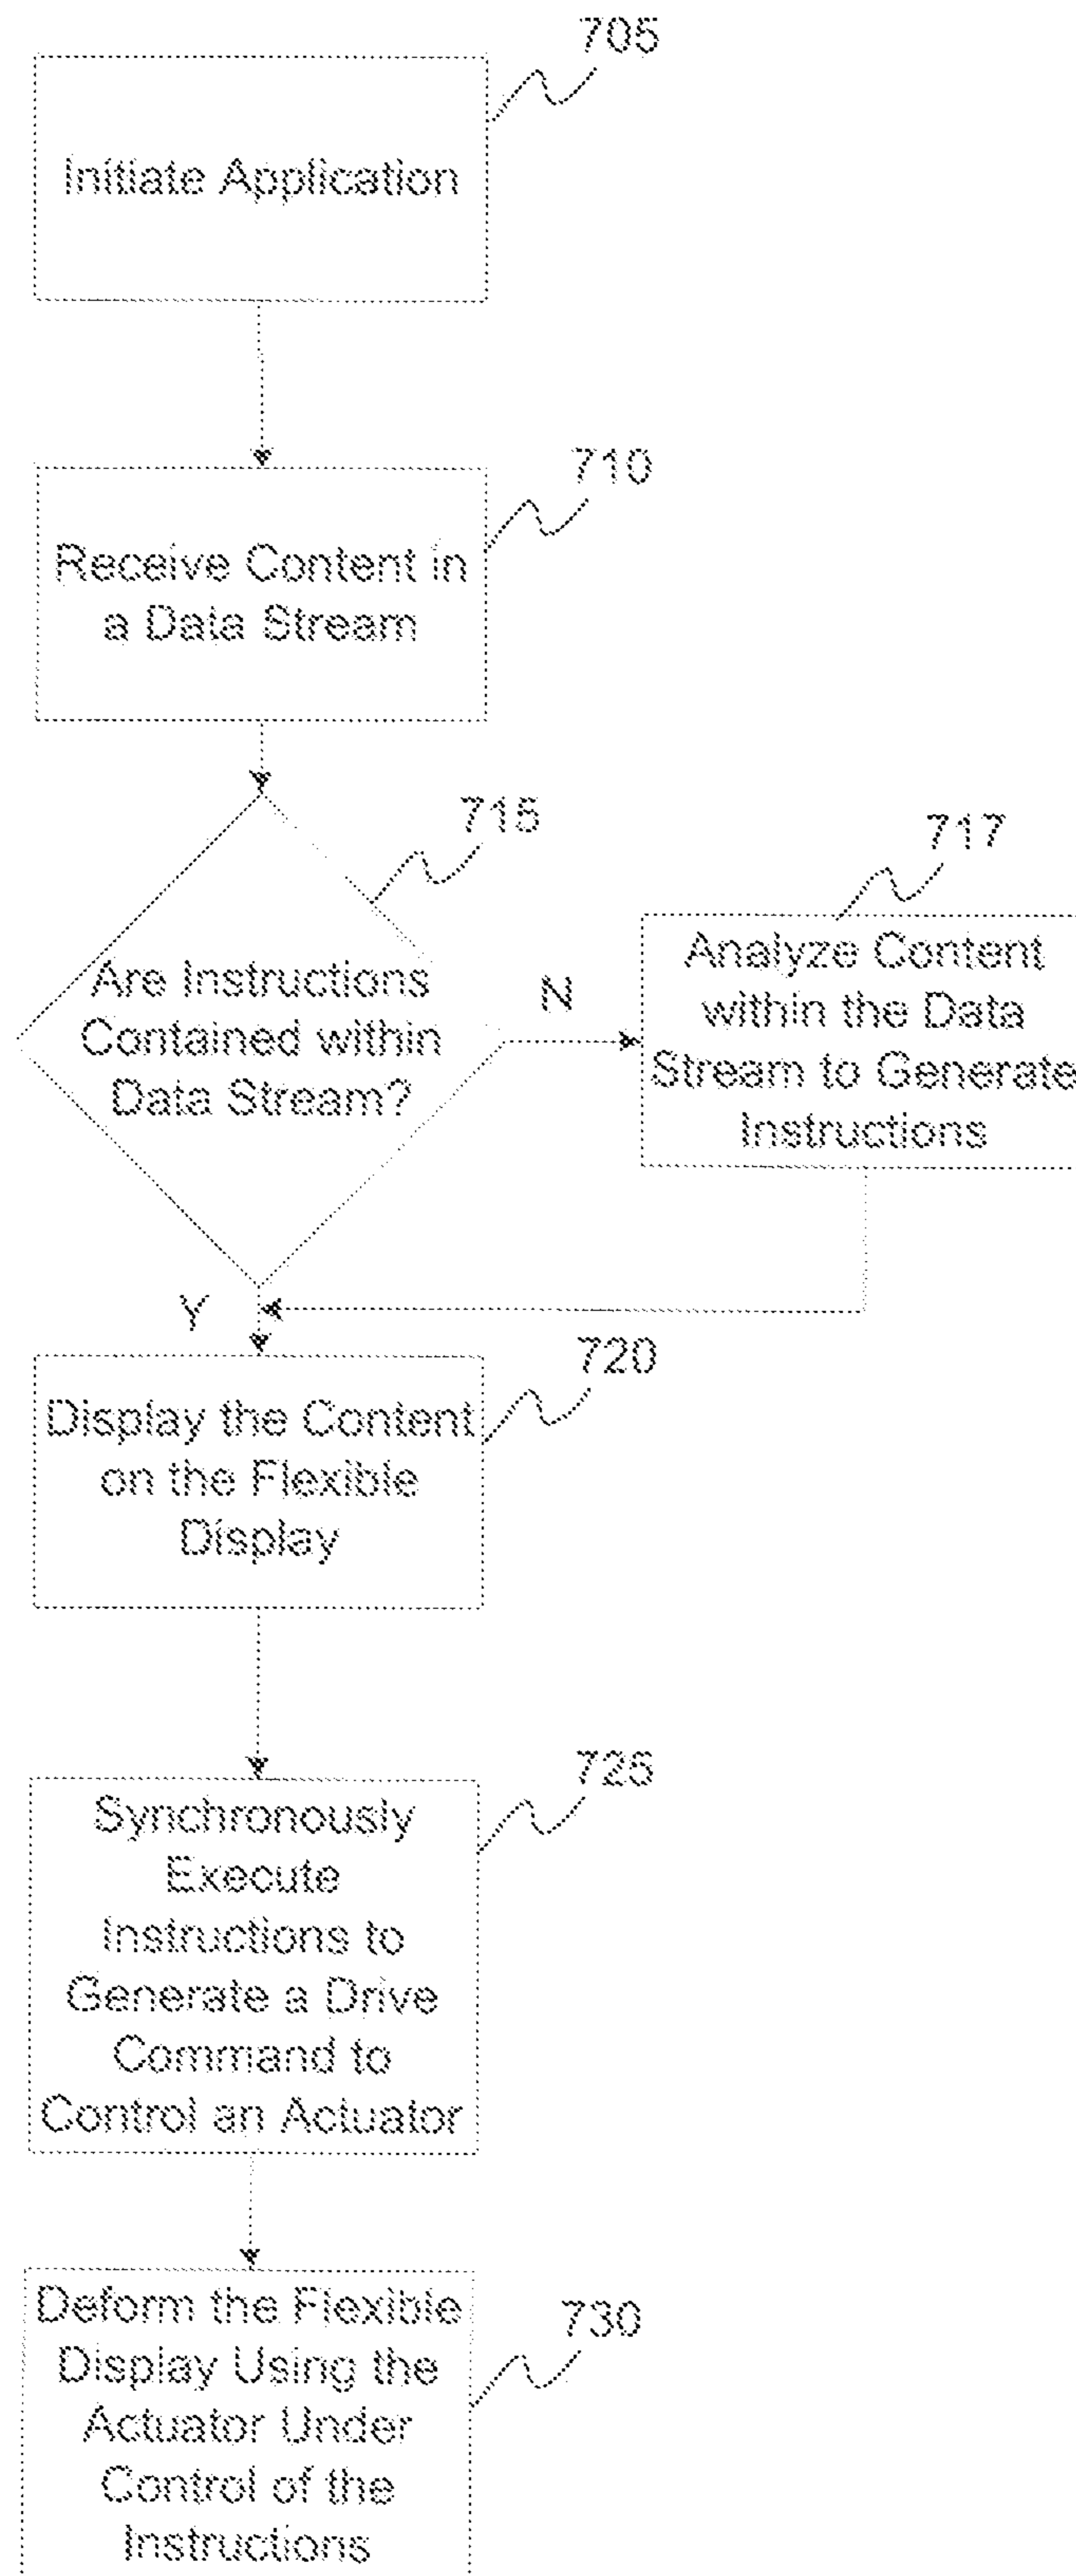 705
Initiate Application
710
Receive Content in
a Data Stream
715
Are Instructions
Contained within
Data Stream?
N
717
Analyze Content
within the Data
Stream to Generate
Instructions
Y
720
Display the Content
on the Flexible
Display
725
Synchronously
Execute
Instructions to
Generate a Drive
Command to
Control an Actuator
730
Deform the Flexible
Display Using the
Actuator Under
Control of the
Instructions